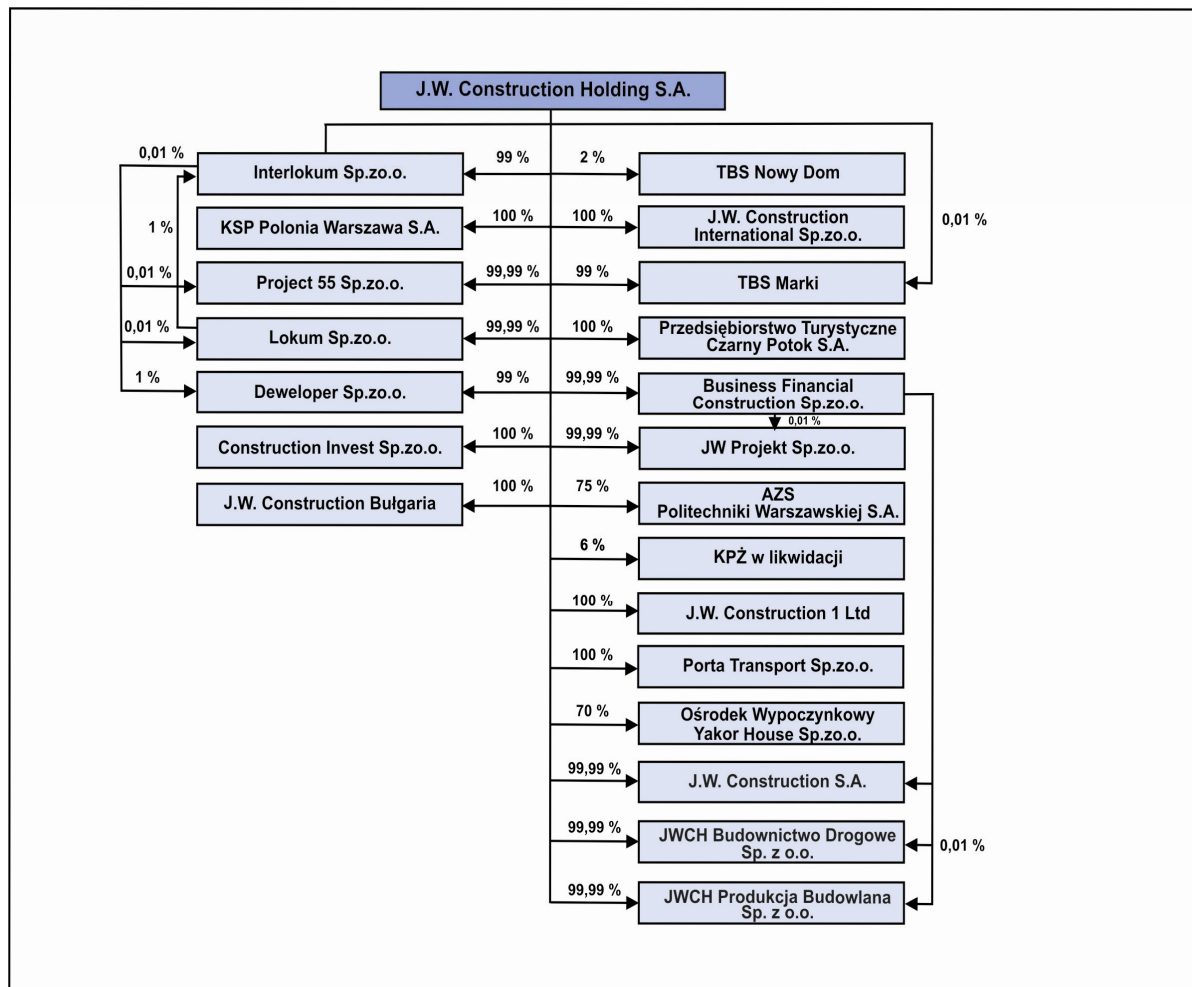 J.W. Construction Holding S.A.
0,01 %
Interlokum Sp.zo.o.
99 %
2 %
TBS Nowy Dom
1 %
KSP Polonia Warszawa S.A.
100 %
100 %
J.W. Construction
International Sp.zo.o.
0,01 %
0,01 %
Project 55 Sp.zo.o.
99,99 %
99 %
TBS Marki
0,01 %
Lokum Sp.zo.o.
99,99 %
100 %
Przedsiębiorstwo Turystyczne
Czarny Potok S.A.
1 %
Deweloper Sp.zo.o.
99 %
99,99 %
Business Financial
Construction Sp.zo.o.
0,01 %
Construction Invest Sp.zo.o.
100 %
99,99 %
JW Projekt Sp.zo.o.
J.W. Construction Bułgaria
100 %
75 %
AZS
Politechniki Warszawskiej S.A.
6 %
KPŻ w likwidacji
100 %
J.W. Construction 1 Ltd
100 %
Porta Transport Sp.zo.o.
70 %
Ośrodek Wypoczynkowy
Yakor House Sp.zo.o.
99,99 %
J.W. Construction S.A.
99,99 %
JWCH Budownictwo Drogowe
Sp. z o.o.
0,01 %
99,99 %
JWCH Produkcja Budowlana
Sp. z o.o.